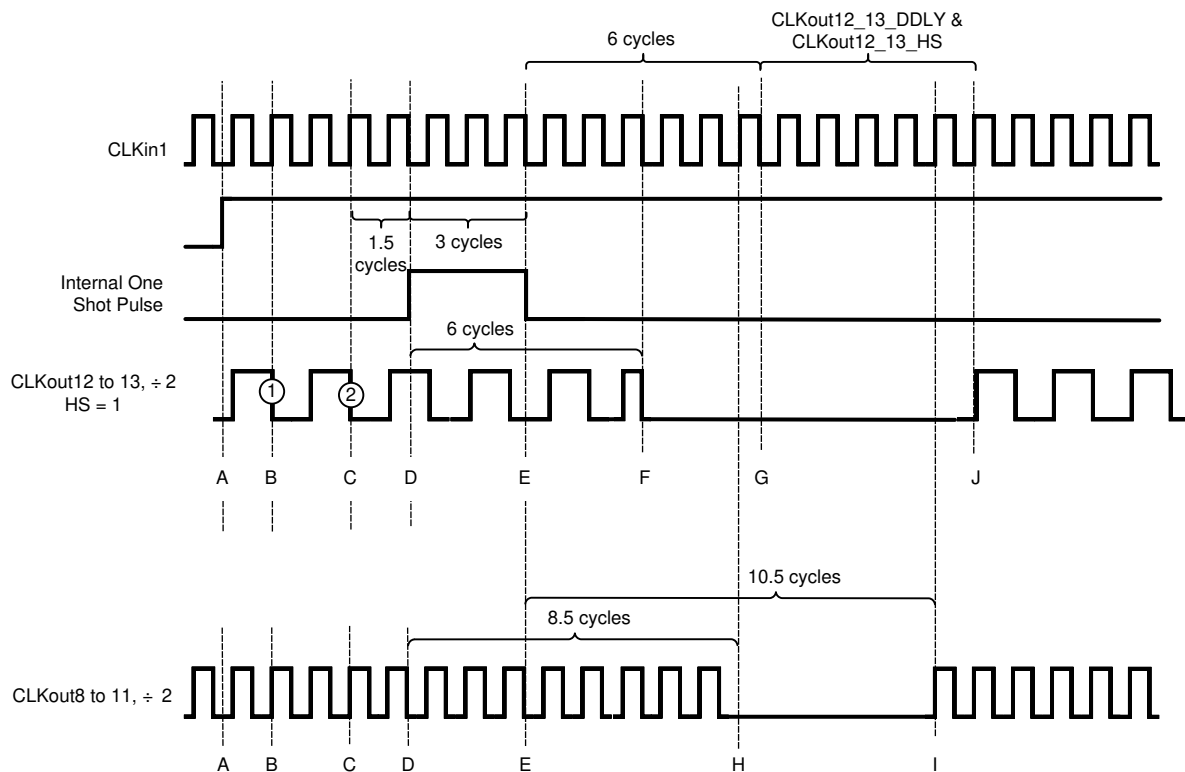 CLKout12_13_DDLY &
CLKout12_13_HS
6 cycles
CLKin1
1.5
cycles
3 cycles
Internal One
Shot Pulse
6 cycles
CLKout12 to 13, ÷ 2
HS = 1
1
2
A B C D E F G J
10.5 cycles
8.5 cycles
CLKout8 to 11, ÷ 2
A B C D E H I